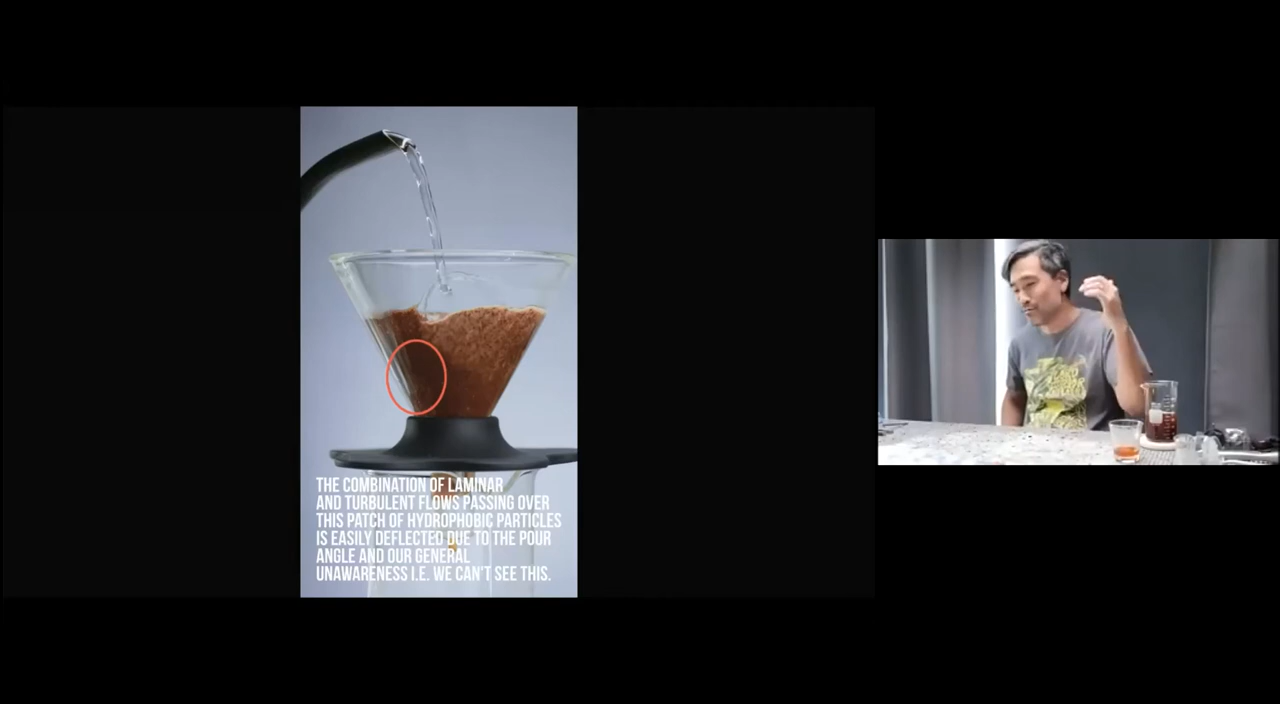 THE COMBINATION OF LAMINAR
AND TURBULENT FLOWS PASSING OVER
THIS PATCH OF HYDROPHOBIC PARTICLES
IS EASILY DEFLECTED DUE TO THE POUR
ANGLE AND OUR GENERAL
UNAWARENESS I.E. WE CAN'T SEE THIS.